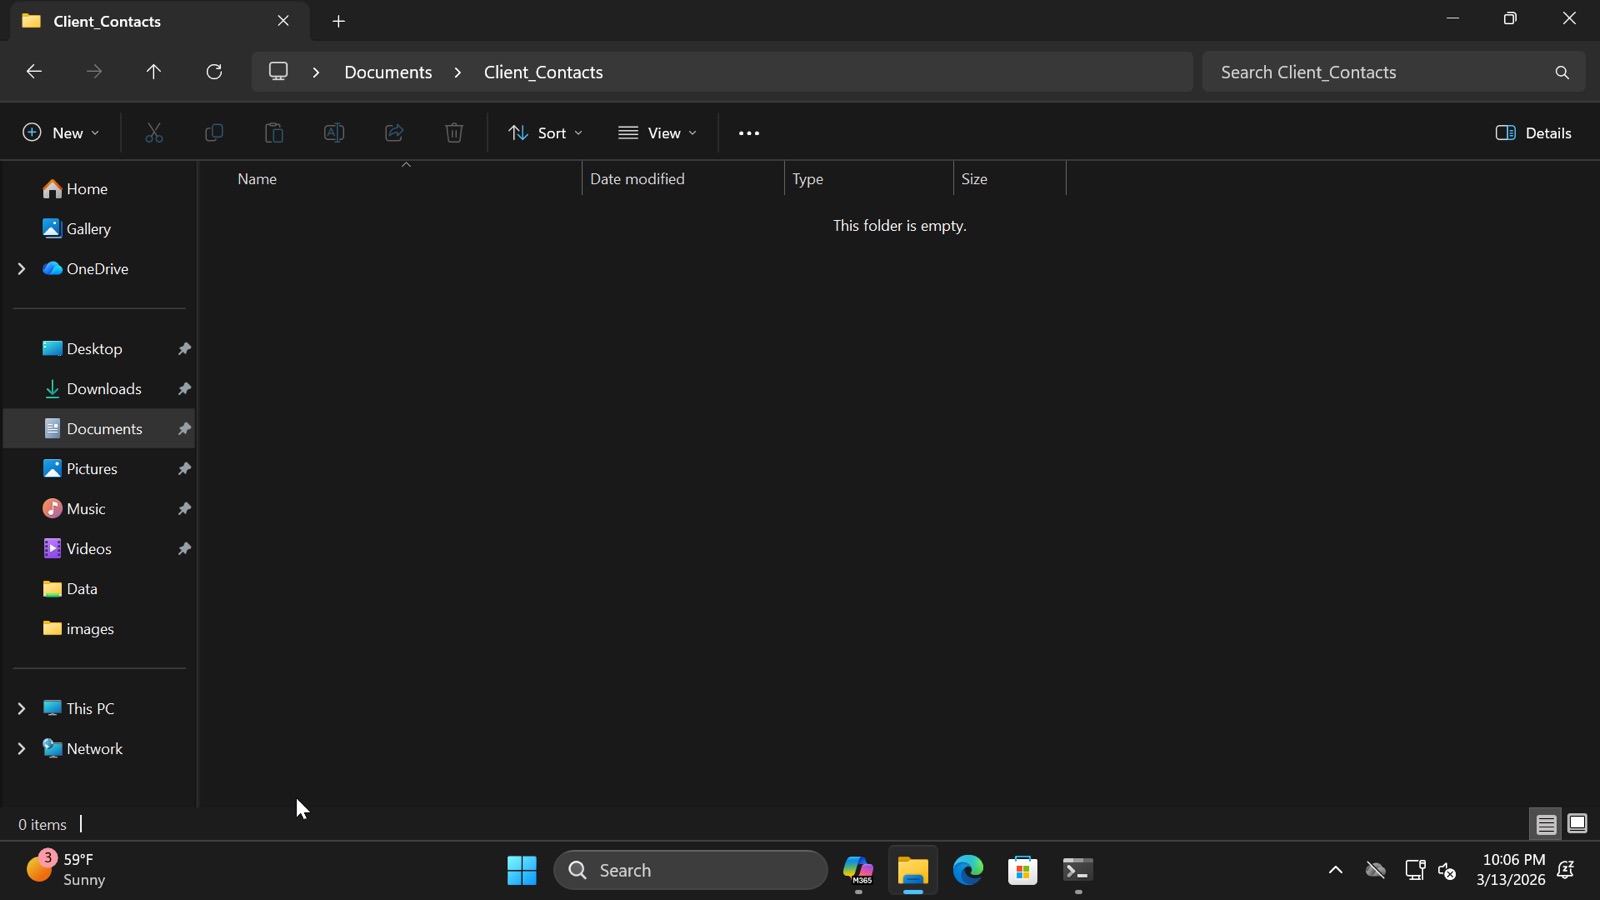 Client_Contacts
Documents > Client_Contacts
Search Client_Contacts
New
Sort
View
Details
Name
Date modified
Type
Size
This folder is empty.
Home
Gallery
OneDrive
Desktop
Downloads
Documents
Pictures
Music
Videos
Data
images
This PC
Network
0 items
3
59°F
Sunny
Search
M365
10:06 PM
3/13/2026